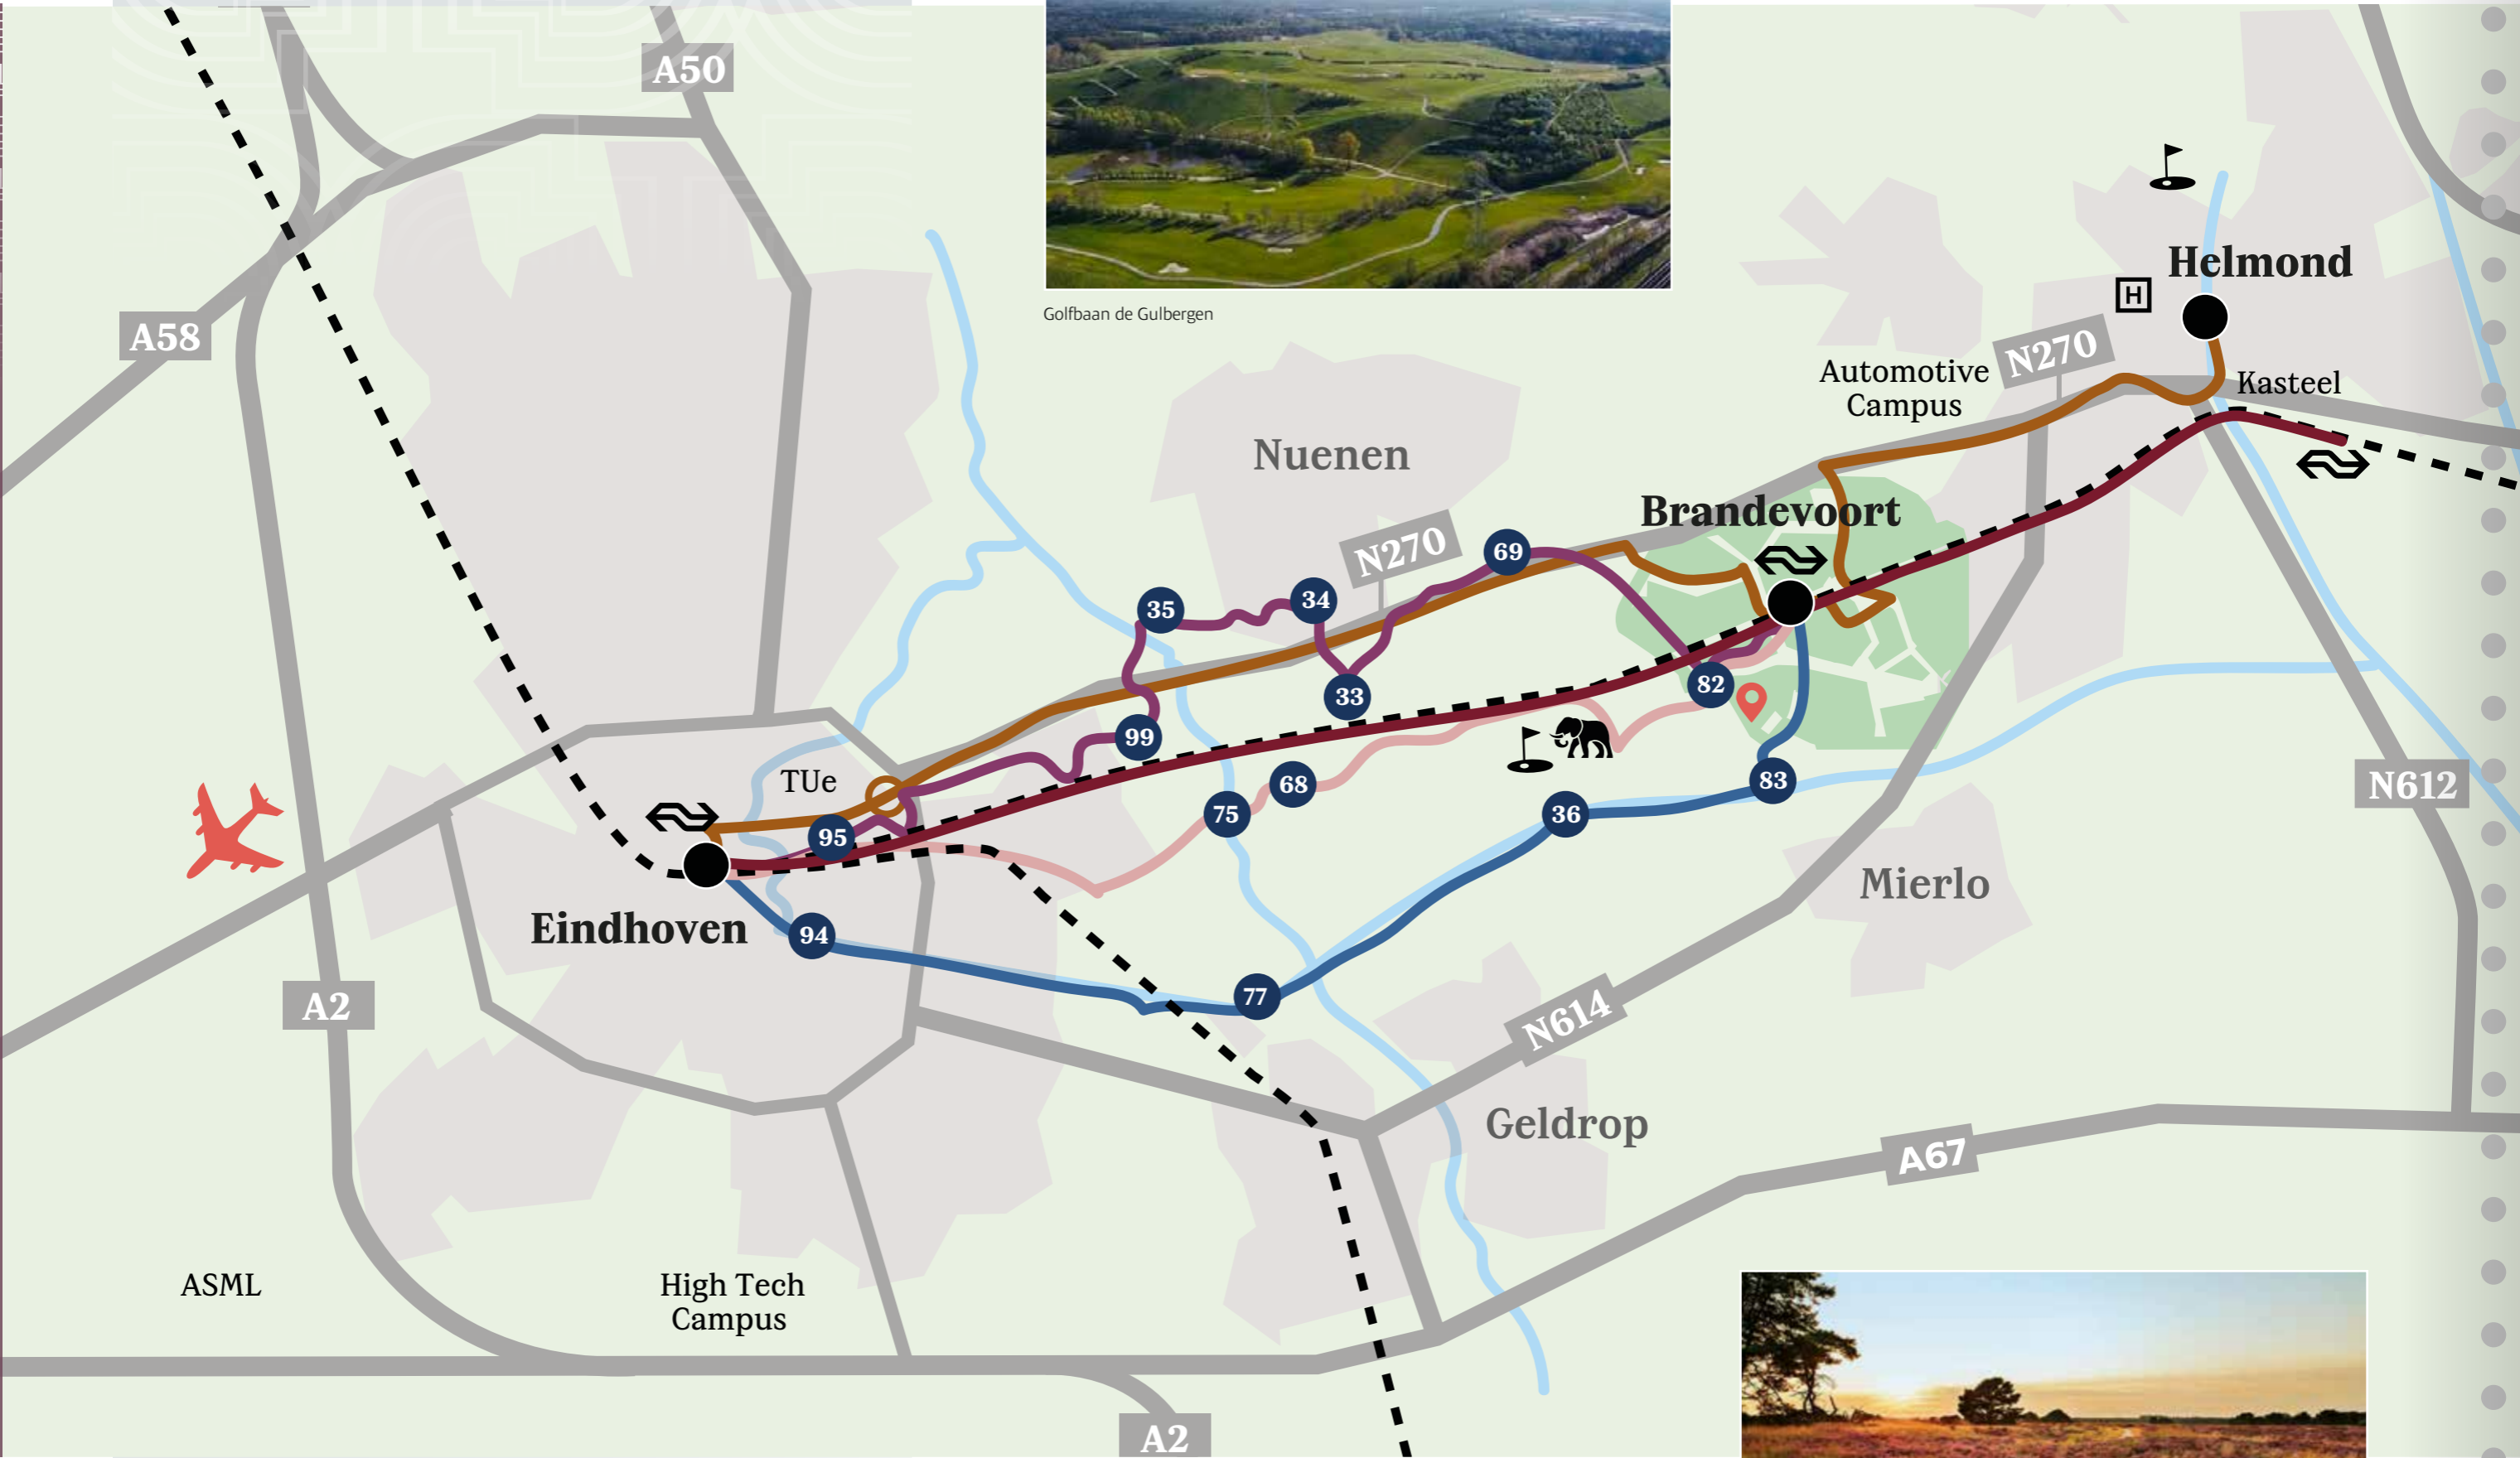 A50
Golfbaan de Gulbergen
Helmond
H
A58
N270
Automotive
Campus
Kasteel
Nuenen
Brandevoort
N270
69
35
34
33
82
99
TUe
68
83
75
36
95
N612
Mierlo
Eindhoven
94
77
A2
N614
Geldrop
A67
ASML
High Tech
Campus
A2